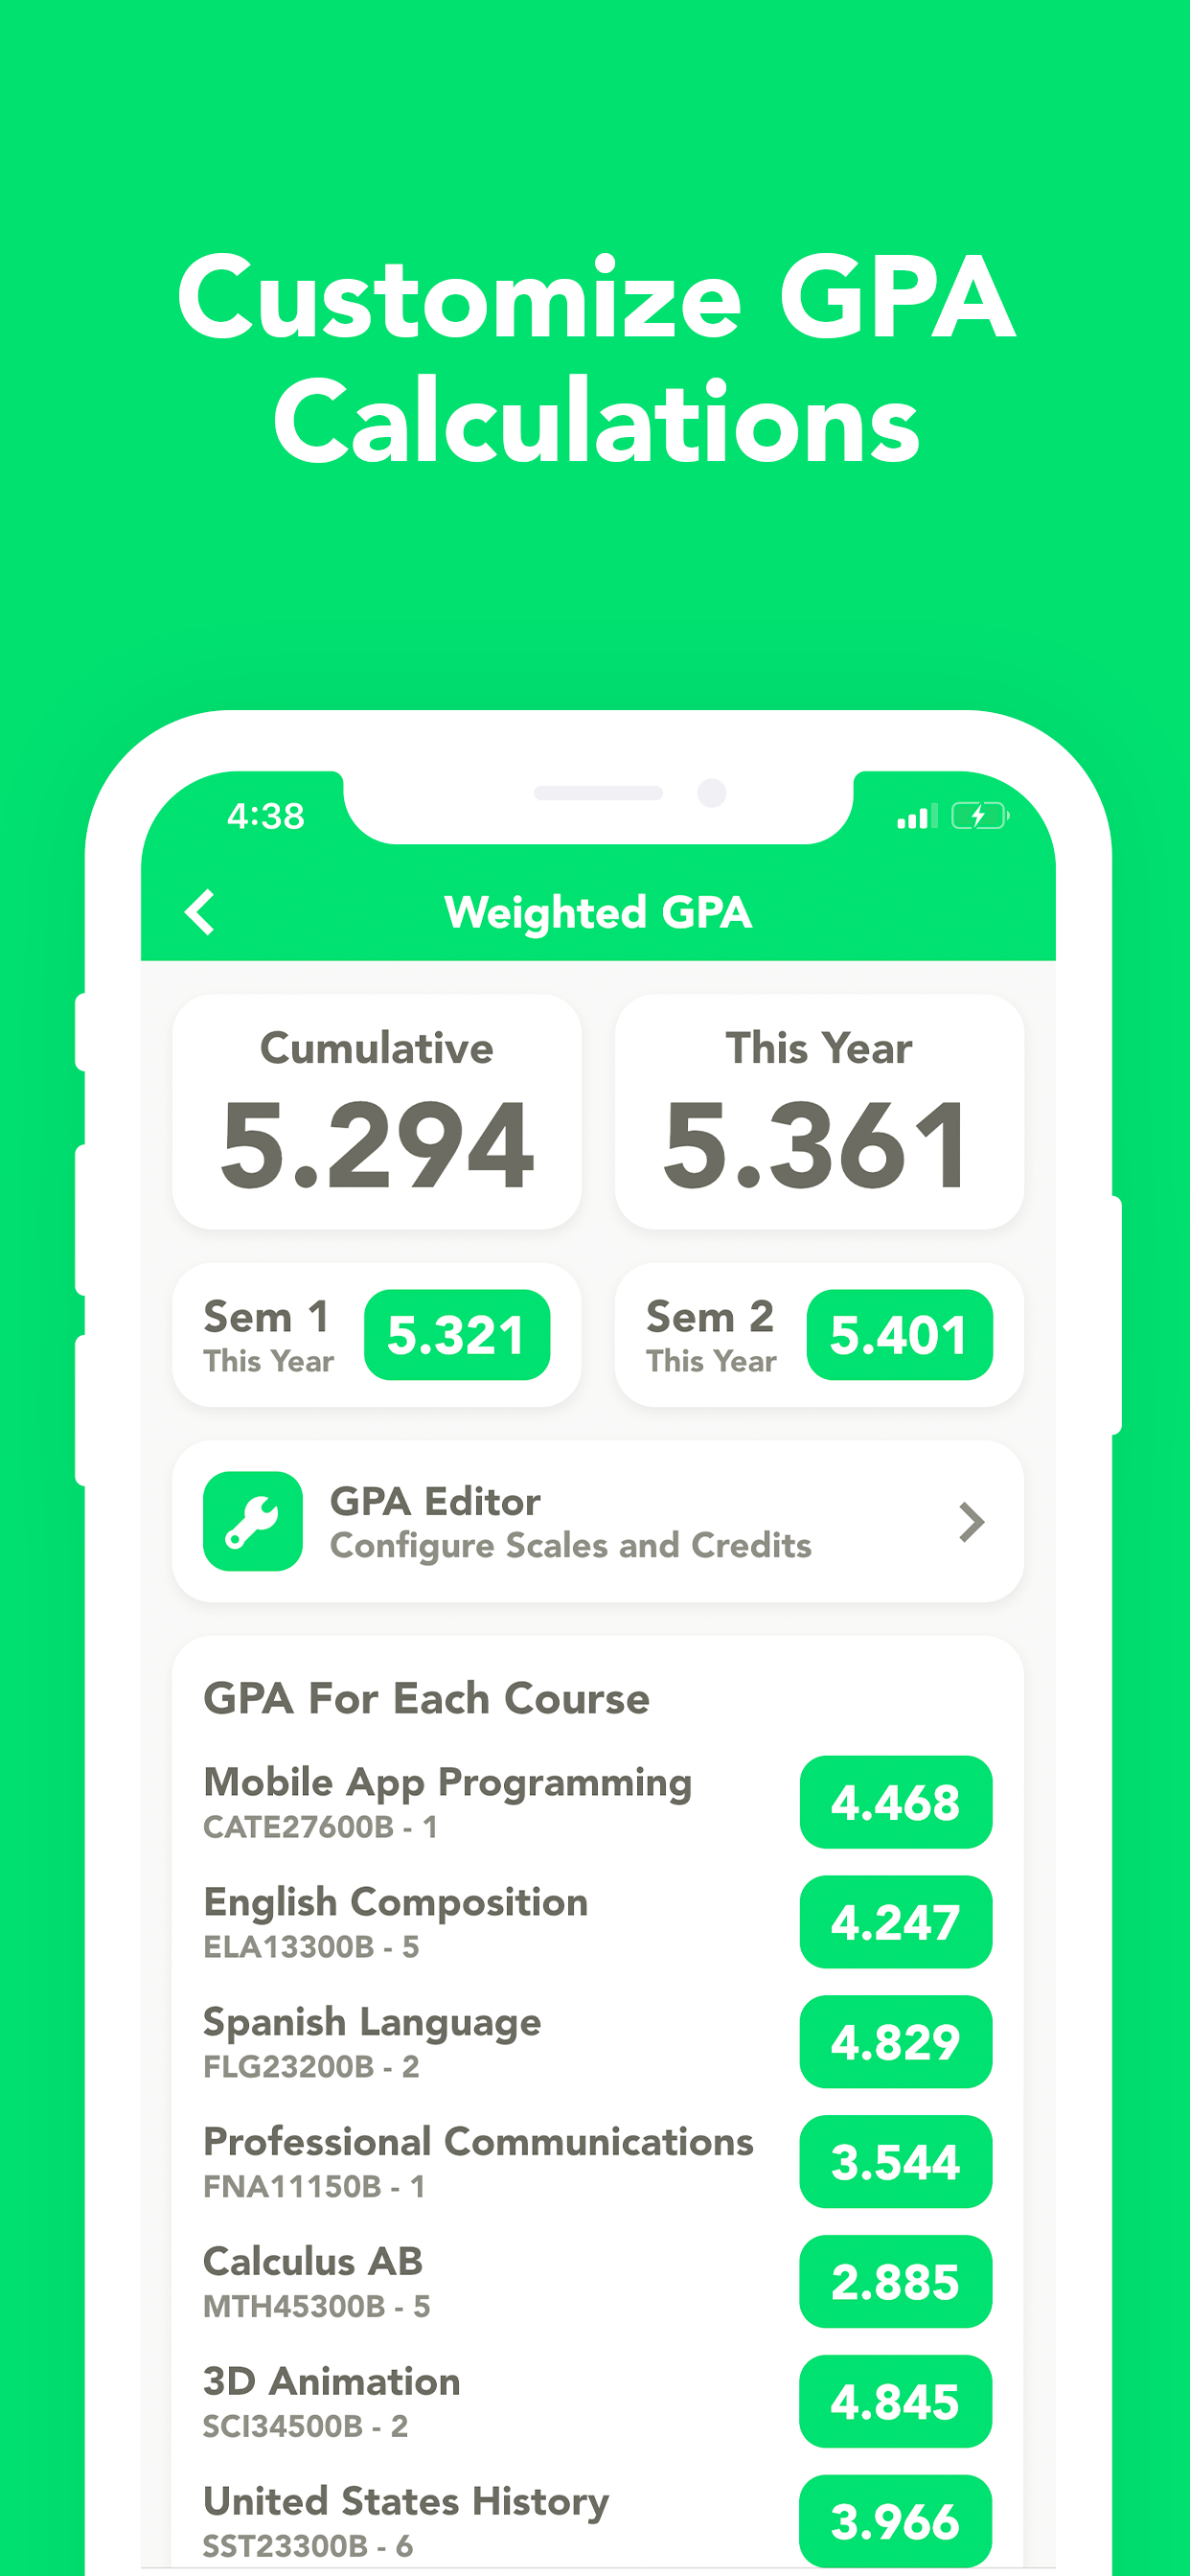 Customize GPA
Calculations
4:38
Weighted GPA
Cumulative
5.294
This Year
5.361
Sem 1
This Year
5.321
Sem 2
This Year
5.401
GPA Editor
Configure Scales and Credits
GPA For Each Course
Mobile App Programming
CATE27600B - 1
4.468
English Composition
ELA13300B - 5
4.247
Spanish Language
FLG23200B - 2
4.829
Professional Communications
FNA11150B - 1
3.544
Calculus AB
MTH45300B - 5
2.885
3D Animation
SCI34500B - 2
4.845
United States History
SST23300B - 6
3.966